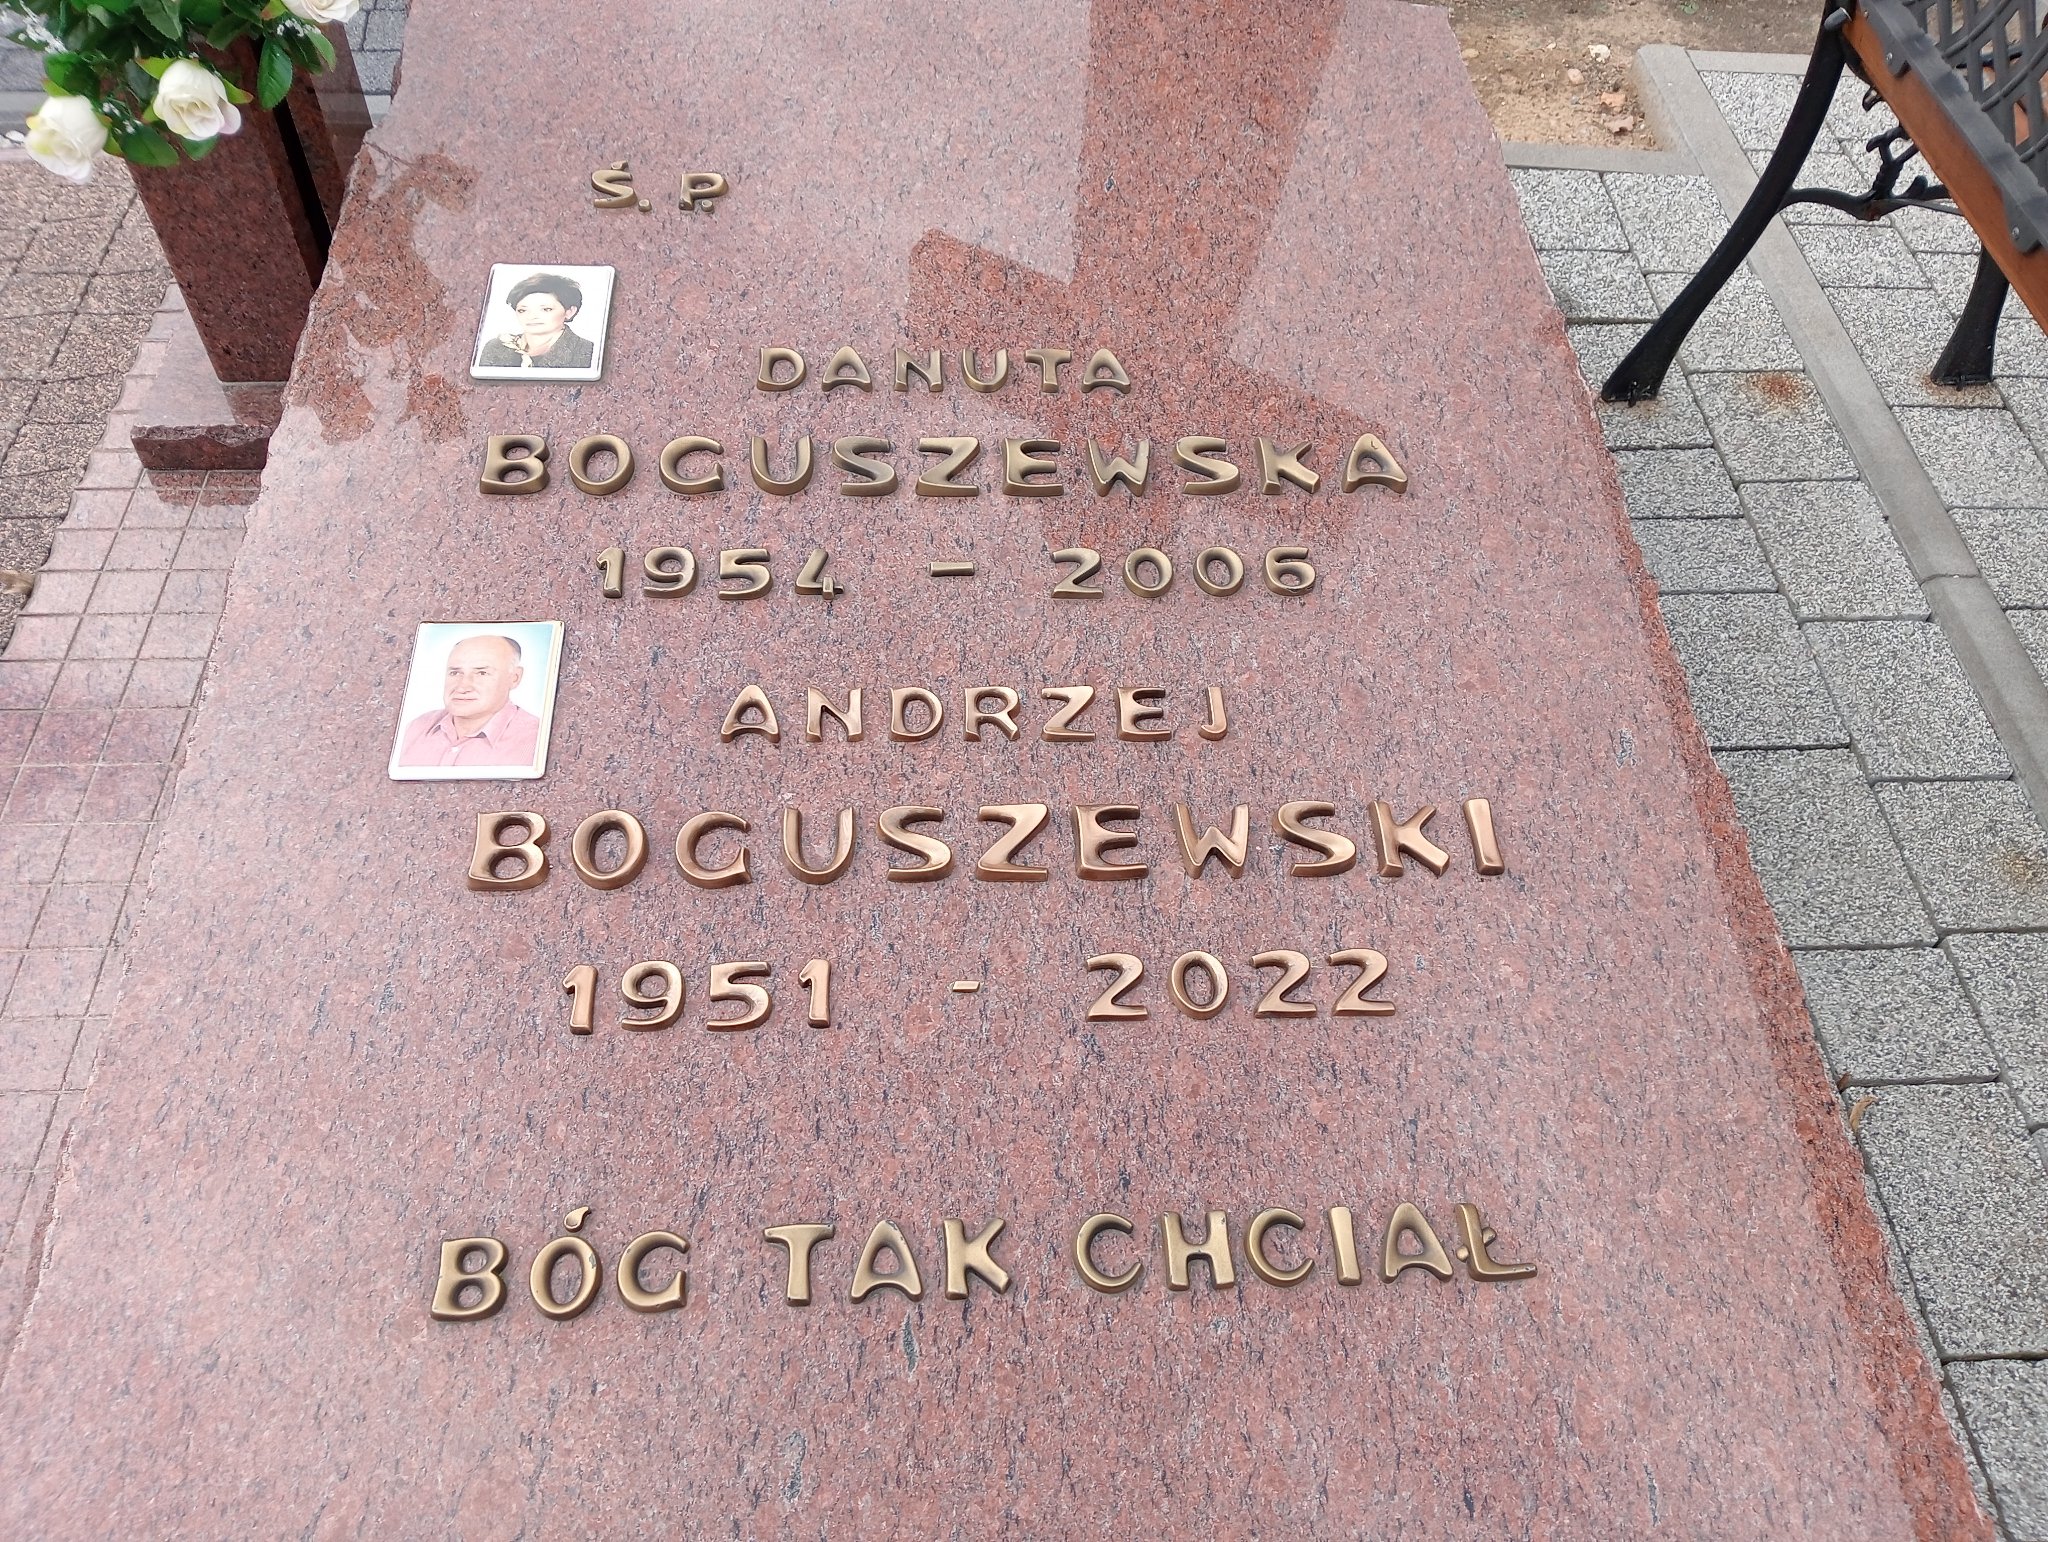 Ś. P.
DANUTA
BOGUSZEWSKA
1954 - 2006
ANDRZEJ
BOGUSZEWSKI
1951 - 2022
BÓG TAK CHCIAŁ